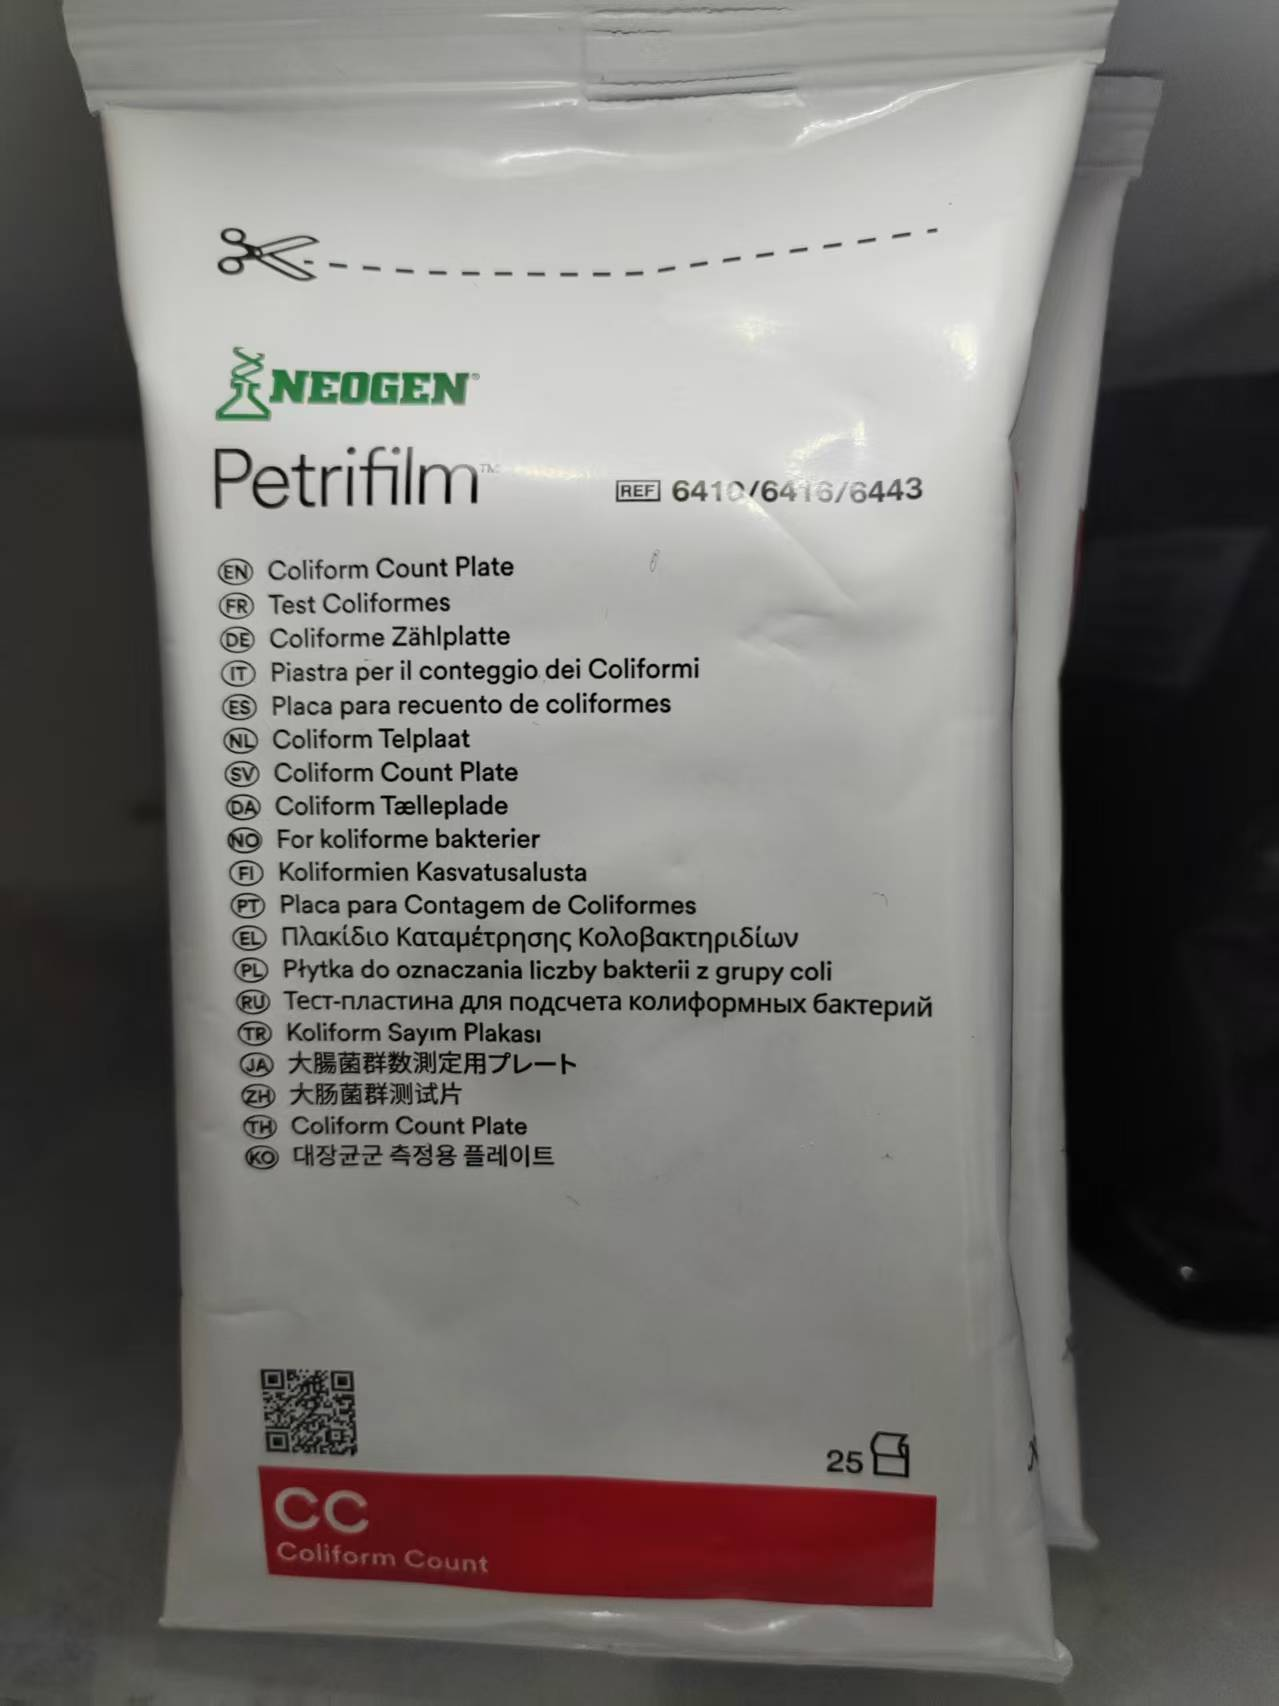 NEOGEN®
Petrifilm™
REF 6410/6416/6443
EN Coliform Count Plate
FR Test Coliformes
DE Coliforme Zählplatte
IT Piastra per il conteggio dei Coliformi
ES Placa para recuento de coliformes
NL Coliform Telplaat
SV Coliform Count Plate
DA Coliform Tælleplade
NO For koliforme bakterier
FI Koliformien Kasvatusalusta
PT Placa para Contagem de Coliformes
EL Πλακίδιο Καταμέτρησης Κολοβακτηριδίων
PL Płytka do oznaczania liczby bakterii z grupy coli
RU Тест-пластина для подсчета колиформных бактерий
TR Koliform Sayım Plakası
JA 大腸菌群数測定用プレート
ZH 大肠菌群测试片
TH Coliform Count Plate
KO 대장균군 측정용 플레이트
25
CC
Coliform Count